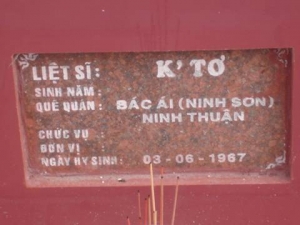 LIỆT SĨ : K' TƠ
SINH NĂM :
QUÊ QUÁN : BÁC ÁI (NINH SƠN)
NINH THUẬN
CHỨC VỤ :
ĐƠN VỊ :
NGÀY HY SINH : 03-06-1967